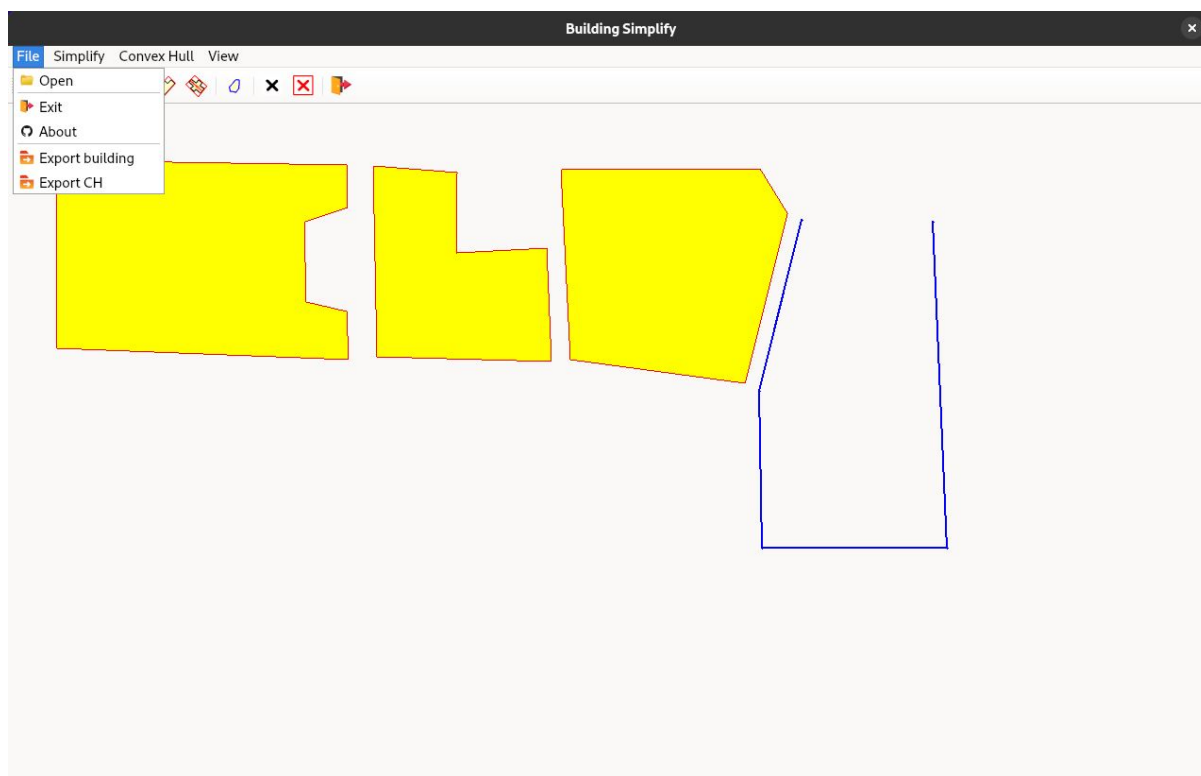 Building Simplify
File Simplify Convex Hull View
Open
Exit
About
Export building
Export CH